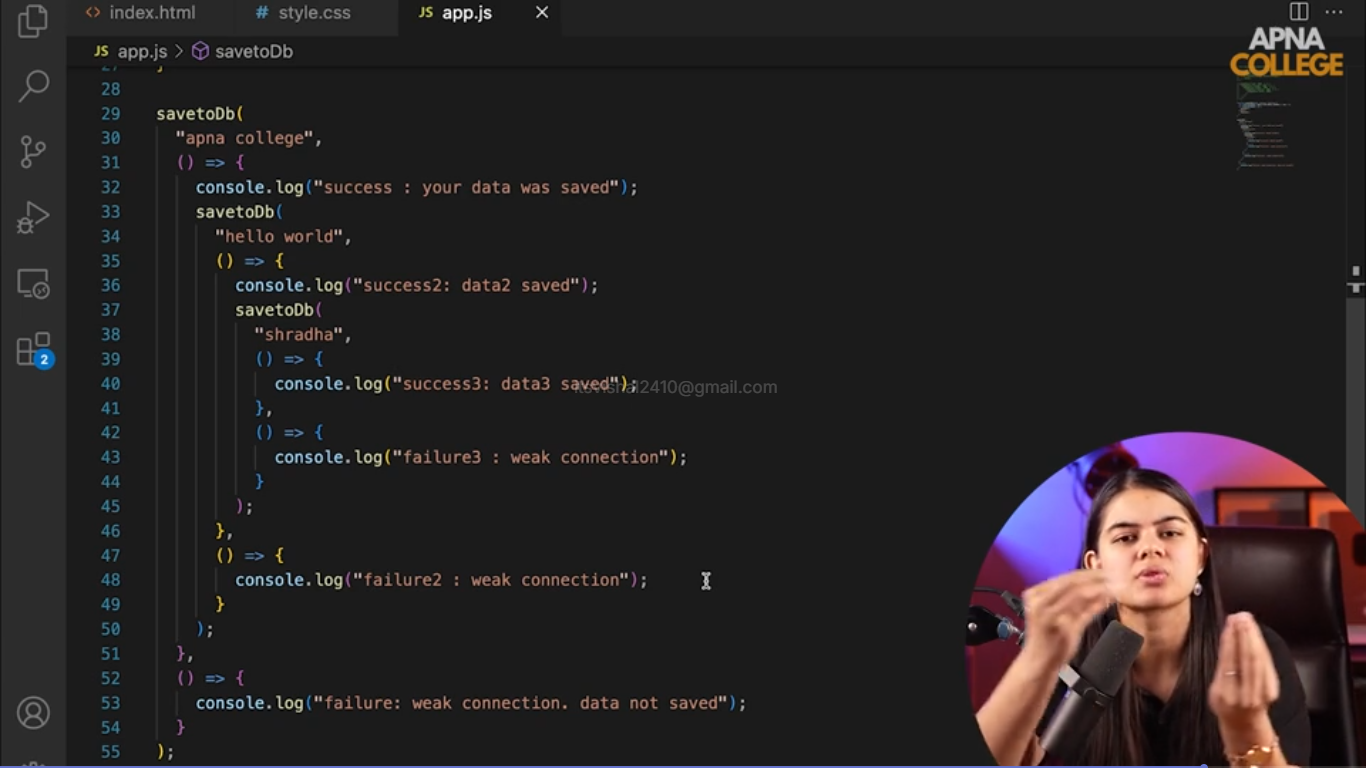 index.html
# style.css
JS app.js
APNA
COLLEGE
JS app.js > savetoDb
28
29 savetoDb(
30 "apna college",
31 () => {
32 console.log("success : your data was saved");
33 savetoDb(
34 "hello world",
35 () => {
36 console.log("success2: data2 saved");
37 savetoDb(
38 "shradha",
39 () => {
40 console.log("success3: data3 saved");
41 },
42 () => {
43 console.log("failure3 : weak connection");
44 }
45 );
46 },
47 () => {
48 console.log("failure2 : weak connection");
49 }
50 );
51 },
52 () => {
53 console.log("failure: weak connection. data not saved");
54 }
55 );
2